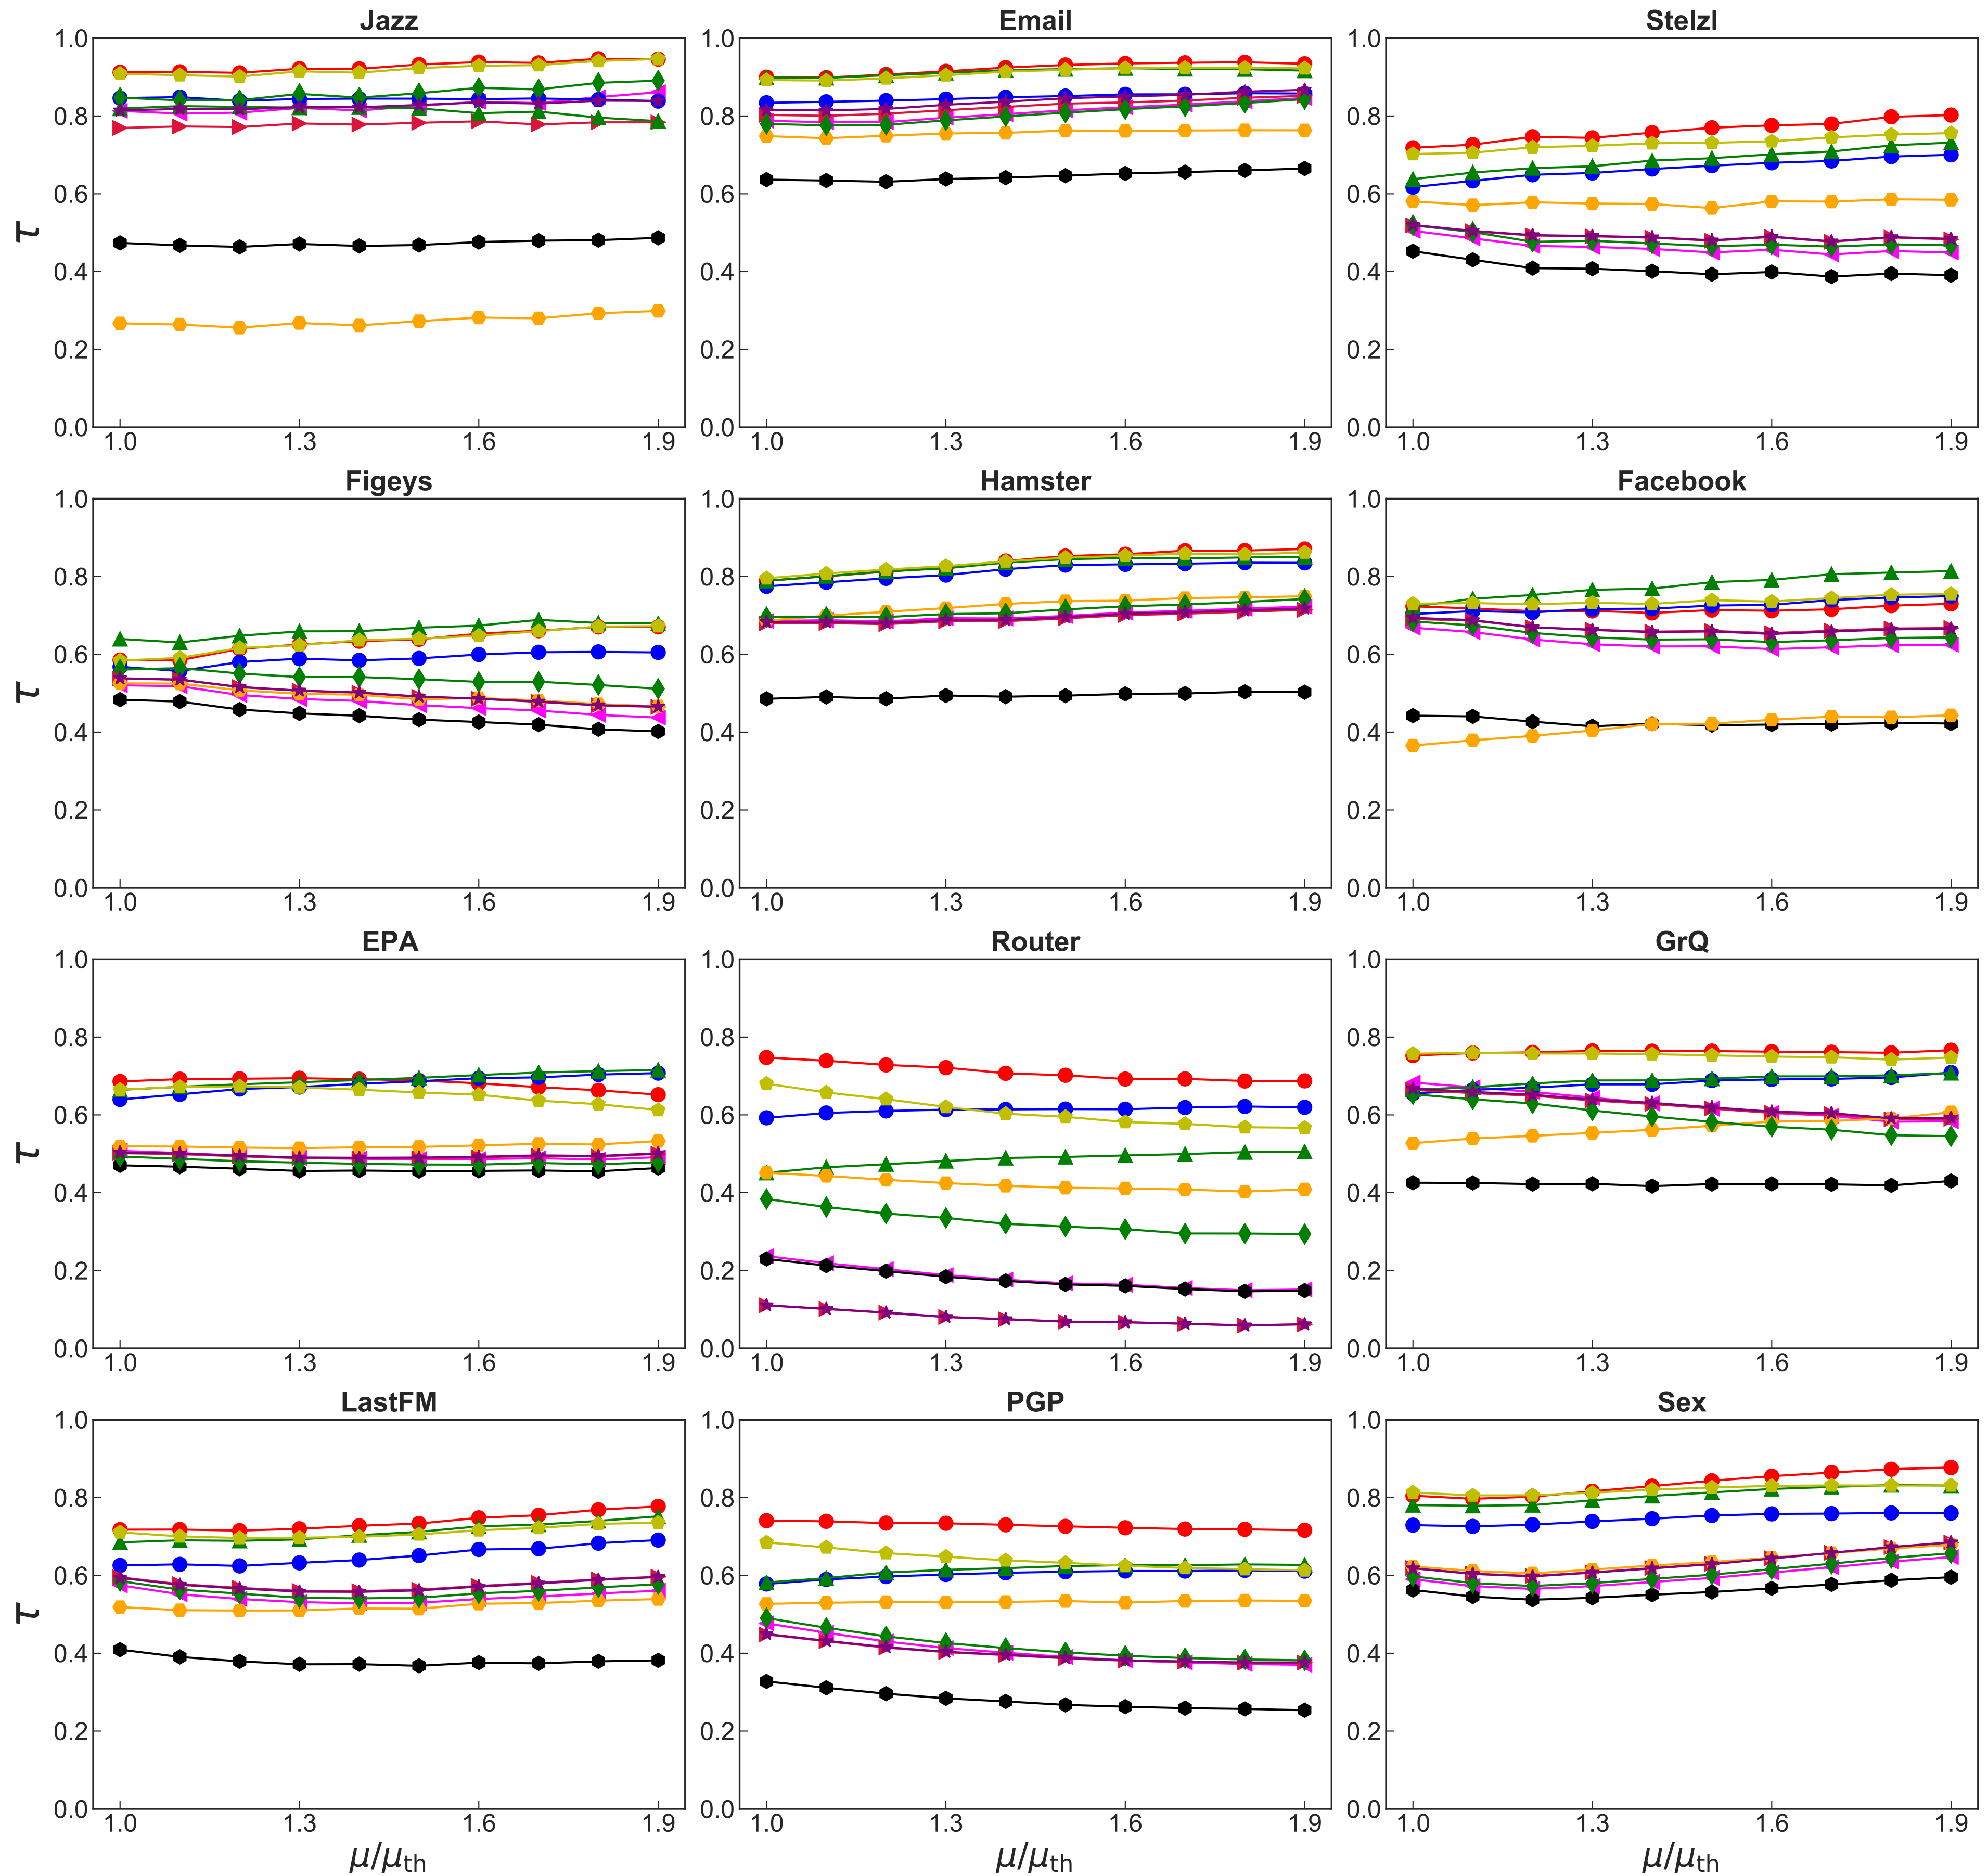 Jazz Email Stelzl
1.0 1.0 1.0
0.8 0.8 0.8
0.6 0.6 0.6
τ
0.4 0.4 0.4
0.2 0.2 0.2
0.0 0.0 0.0
1.0 1.3 1.6 1.9 1.0 1.3 1.6 1.9 1.0 1.3 1.6 1.9
Figeys Hamster Facebook
1.0 1.0 1.0
0.8 0.8 0.8
0.6 0.6 0.6
τ
0.4 0.4 0.4
0.2 0.2 0.2
0.0 0.0 0.0
1.0 1.3 1.6 1.9 1.0 1.3 1.6 1.9 1.0 1.3 1.6 1.9
EPA Router GrQ
1.0 1.0 1.0
0.8 0.8 0.8
0.6 0.6 0.6
τ
0.4 0.4 0.4
0.2 0.2 0.2
0.0 0.0 0.0
1.0 1.3 1.6 1.9 1.0 1.3 1.6 1.9 1.0 1.3 1.6 1.9
LastFM PGP Sex
1.0 1.0 1.0
0.8 0.8 0.8
0.6 0.6 0.6
τ
0.4 0.4 0.4
0.2 0.2 0.2
0.0 0.0 0.0
1.0 1.3 1.6 1.9 1.0 1.3 1.6 1.9 1.0 1.3 1.6 1.9
μ/μth μ/μth μ/μth